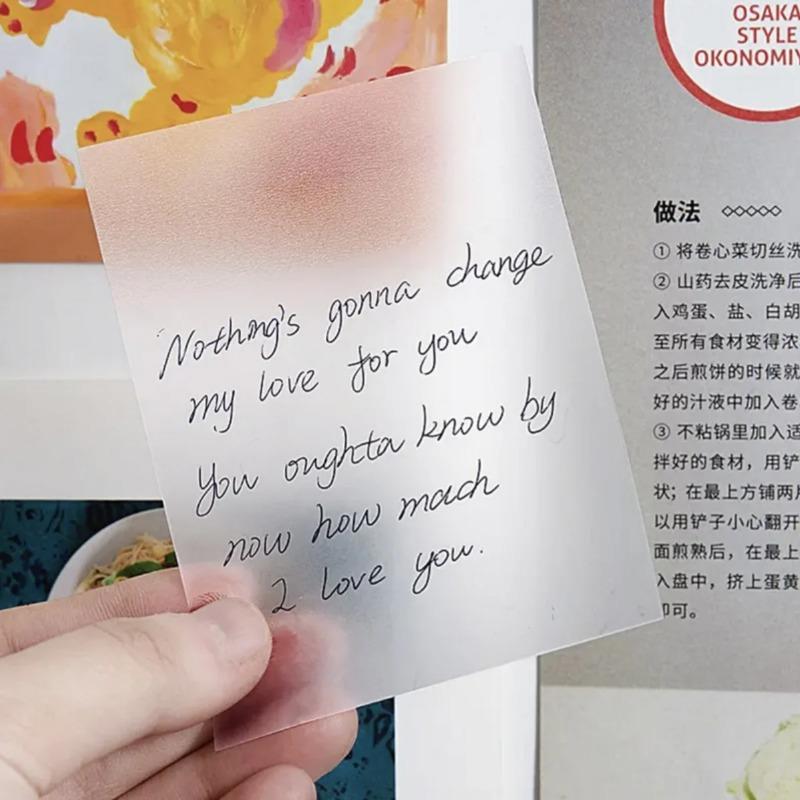 OSAKA
STYLE
OKONOMIY
Nothing's gonna change
my love for you
You oughta know by
now how much
I love you.
做法 ◇◇◇◇◇
① 将卷心菜切丝洗
② 山药去皮洗净后
入鸡蛋、盐、白胡
至所有食材变得浓
之后煎饼的时候就
好的汁液中加入卷
③ 不粘锅里加入适
拌好的食材，用铲
状；在最上方铺两片
以用铲子小心翻开
面煎熟后，在最上
入盘中，挤上蛋黄
即可。